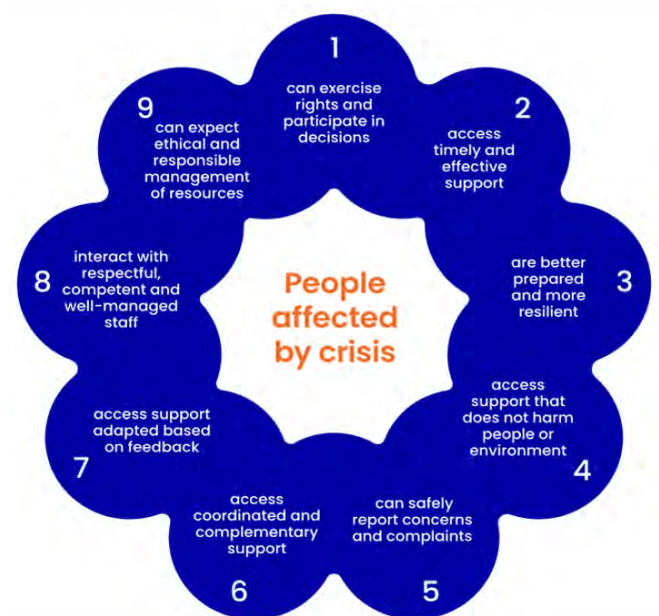 1
can exercise
rights and
participate in
decisions
2
access
timely and
effective
support
3
are better
prepared
and more
resilient
4
access
support that
does not harm
people or
environment
5
can safely
report concerns
and complaints
6
access
coordinated and
complementary
support
7
access support
adapted based
on feedback
8
interact with
respectful,
competent and
well-managed
staff
9
can expect
ethical and
responsible
management
of resources
People
affected
by crisis